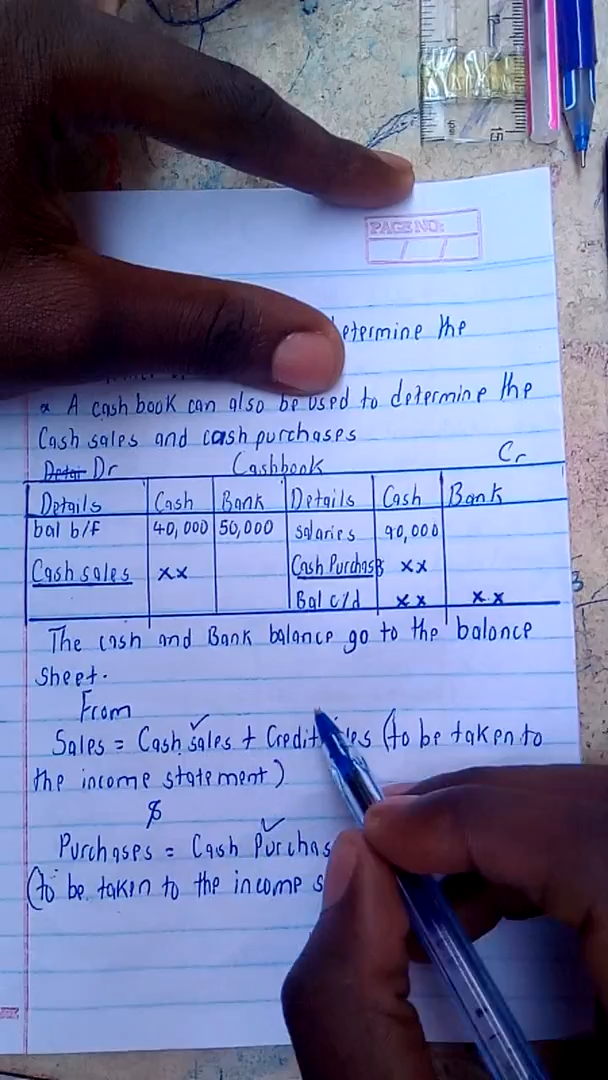 PAGE NO:
etermine the
A cash book can also be used to determine the
Cash sales and cash purchases
Dr Cashbook Cr
Details Cash Bank Details Cash Bank
bal b/f 40,000 50,000 salaries 90,000
Cash sales xx Cash Purchases xx
Bal c/d xx xx
The cash and Bank balance go to the balance
sheet.
From
Sales = Cash sales + Credit les (to be taken to
the income statement)
&
Purchases = Cash Purchas
(to be taken to the income s